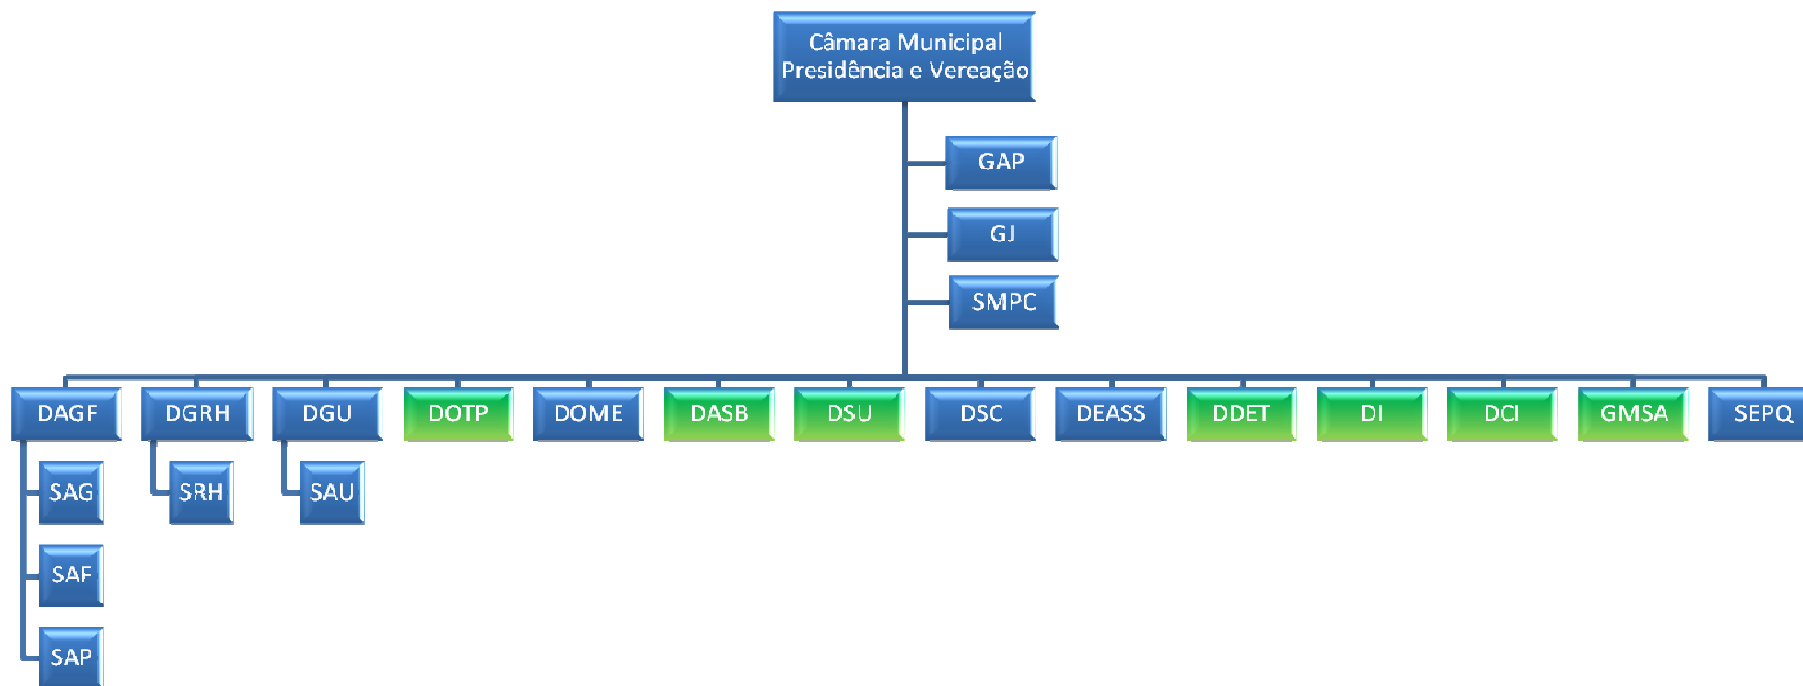 Câmara Municipal
Presidência e Vereação
GAP
GJ
SMPC
DAGF
DGRH
DGU
DOTP
DOME
DASB
DSU
DSC
DEASS
DDET
DI
DCI
GMSA
SEPQ
SAG
SRH
SAU
SAF
SAP